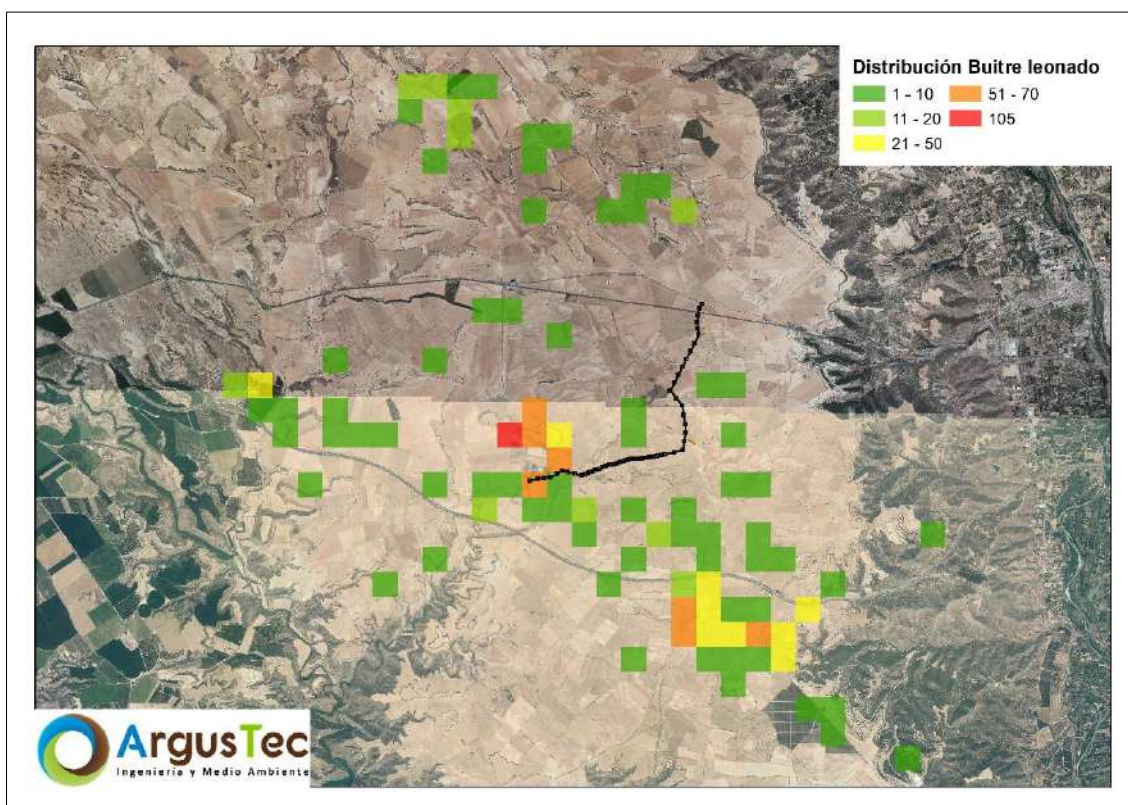 Distribución Buitre leonado
1 - 10
51 - 70
11 - 20
105
21 - 50
ArgusTec
Ingeniería y Medio Ambiente